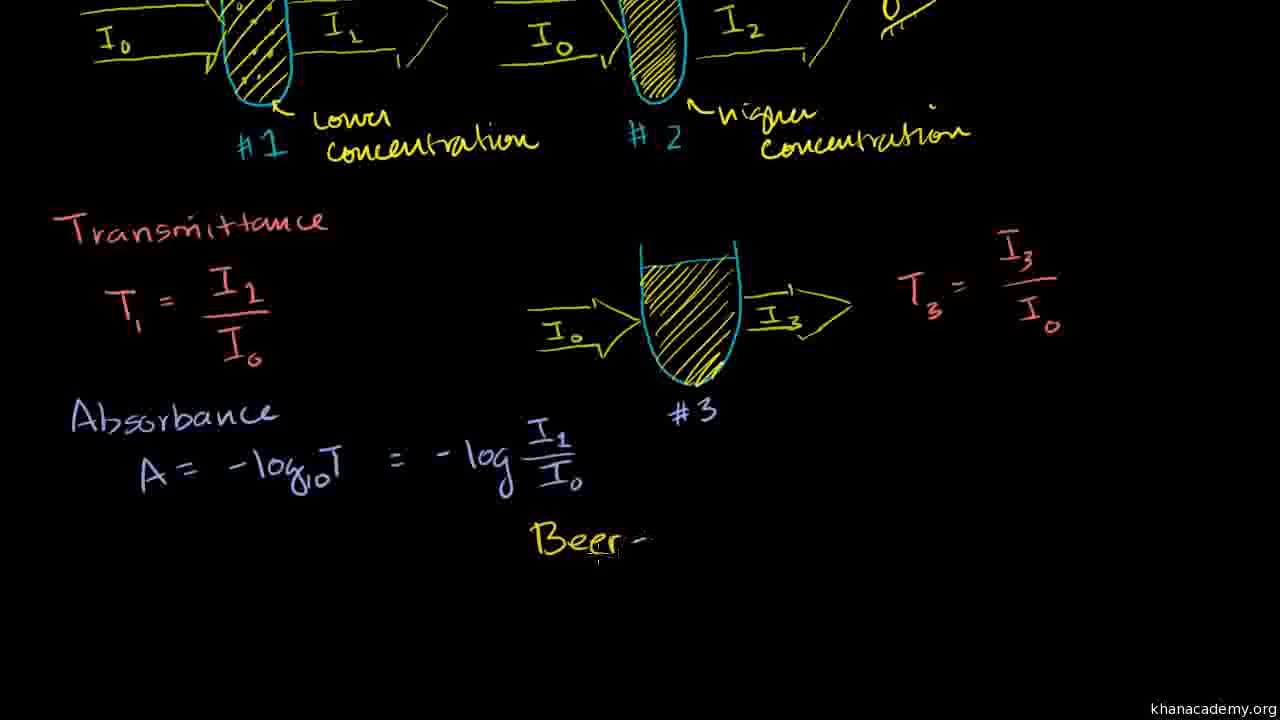 I₀ I₁ I₀ I₂
lower concentration
higher concentration
#1 #2
Transmittance
T₁ = I₁/I₀
I₀ I₃
#3
T₃ = I₃/I₀
Absorbance
A = -log₁₀T = -log I₁/I₀
Beer -
khanacademy.org